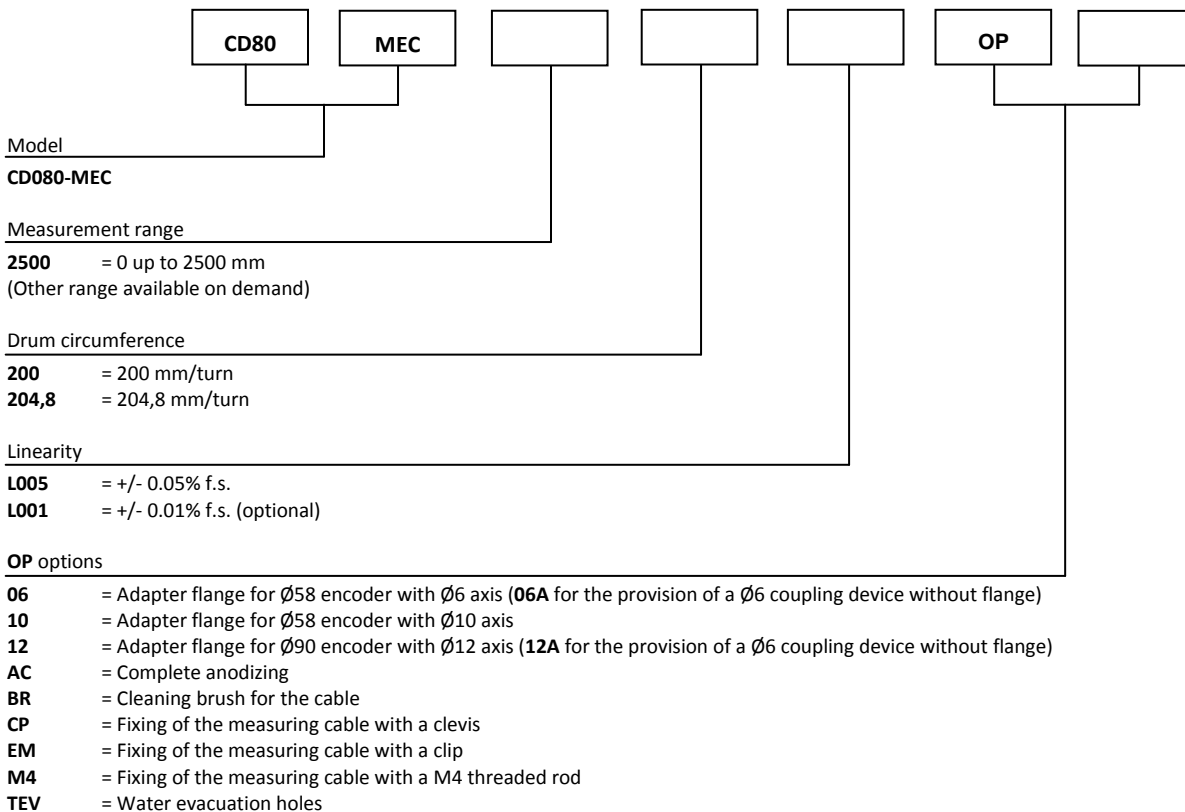 CD80 MEC OP
Model
CD080-MEC
Measurement range
2500 = 0 up to 2500 mm
(Other range available on demand)
Drum circumference
200 = 200 mm/turn
204,8 = 204,8 mm/turn
Linearity
L005 = +/- 0.05% f.s.
L001 = +/- 0.01% f.s. (optional)
OP options
06 = Adapter flange for Ø58 encoder with Ø6 axis (06A for the provision of a Ø6 coupling device without flange)
10 = Adapter flange for Ø58 encoder with Ø10 axis
12 = Adapter flange for Ø90 encoder with Ø12 axis (12A for the provision of a Ø6 coupling device without flange)
AC = Complete anodizing
BR = Cleaning brush for the cable
CP = Fixing of the measuring cable with a clevis
EM = Fixing of the measuring cable with a clip
M4 = Fixing of the measuring cable with a M4 threaded rod
TEV = Water evacuation holes